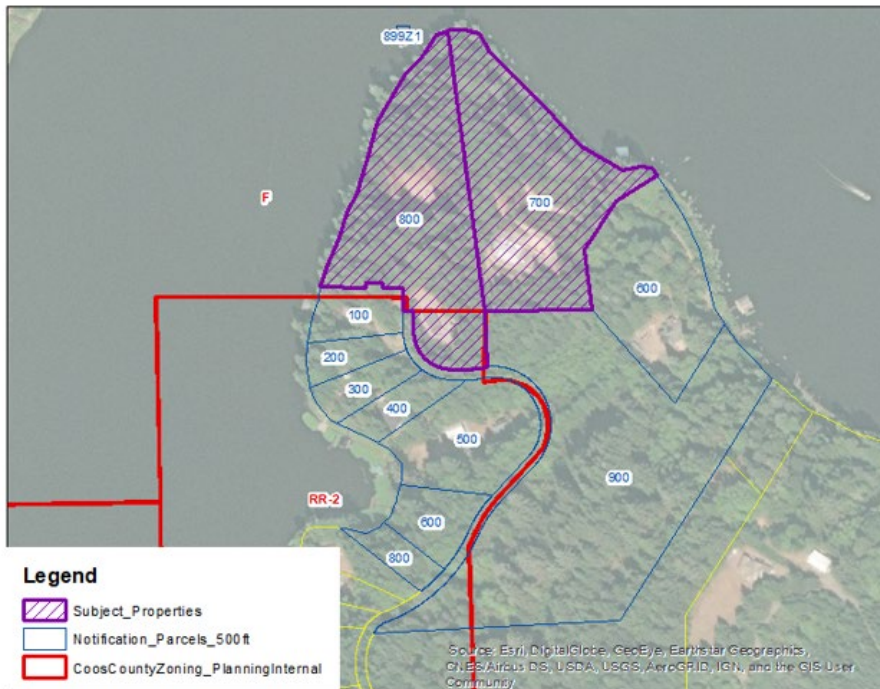 899Z1
F
800
700
600
100
200
300
400
500
900
RR-2
600
800
Legend
Subject_Properties
Notification_Parcels_500ft
CoosCountyZoning_PlanningInternal
Source: Esri, DigitalGlobe, GeoEye, Earthstar Geographics,
CNES/Airbus DS, USDA, USGS, AeroGRID, IGN, and the GIS User
Community